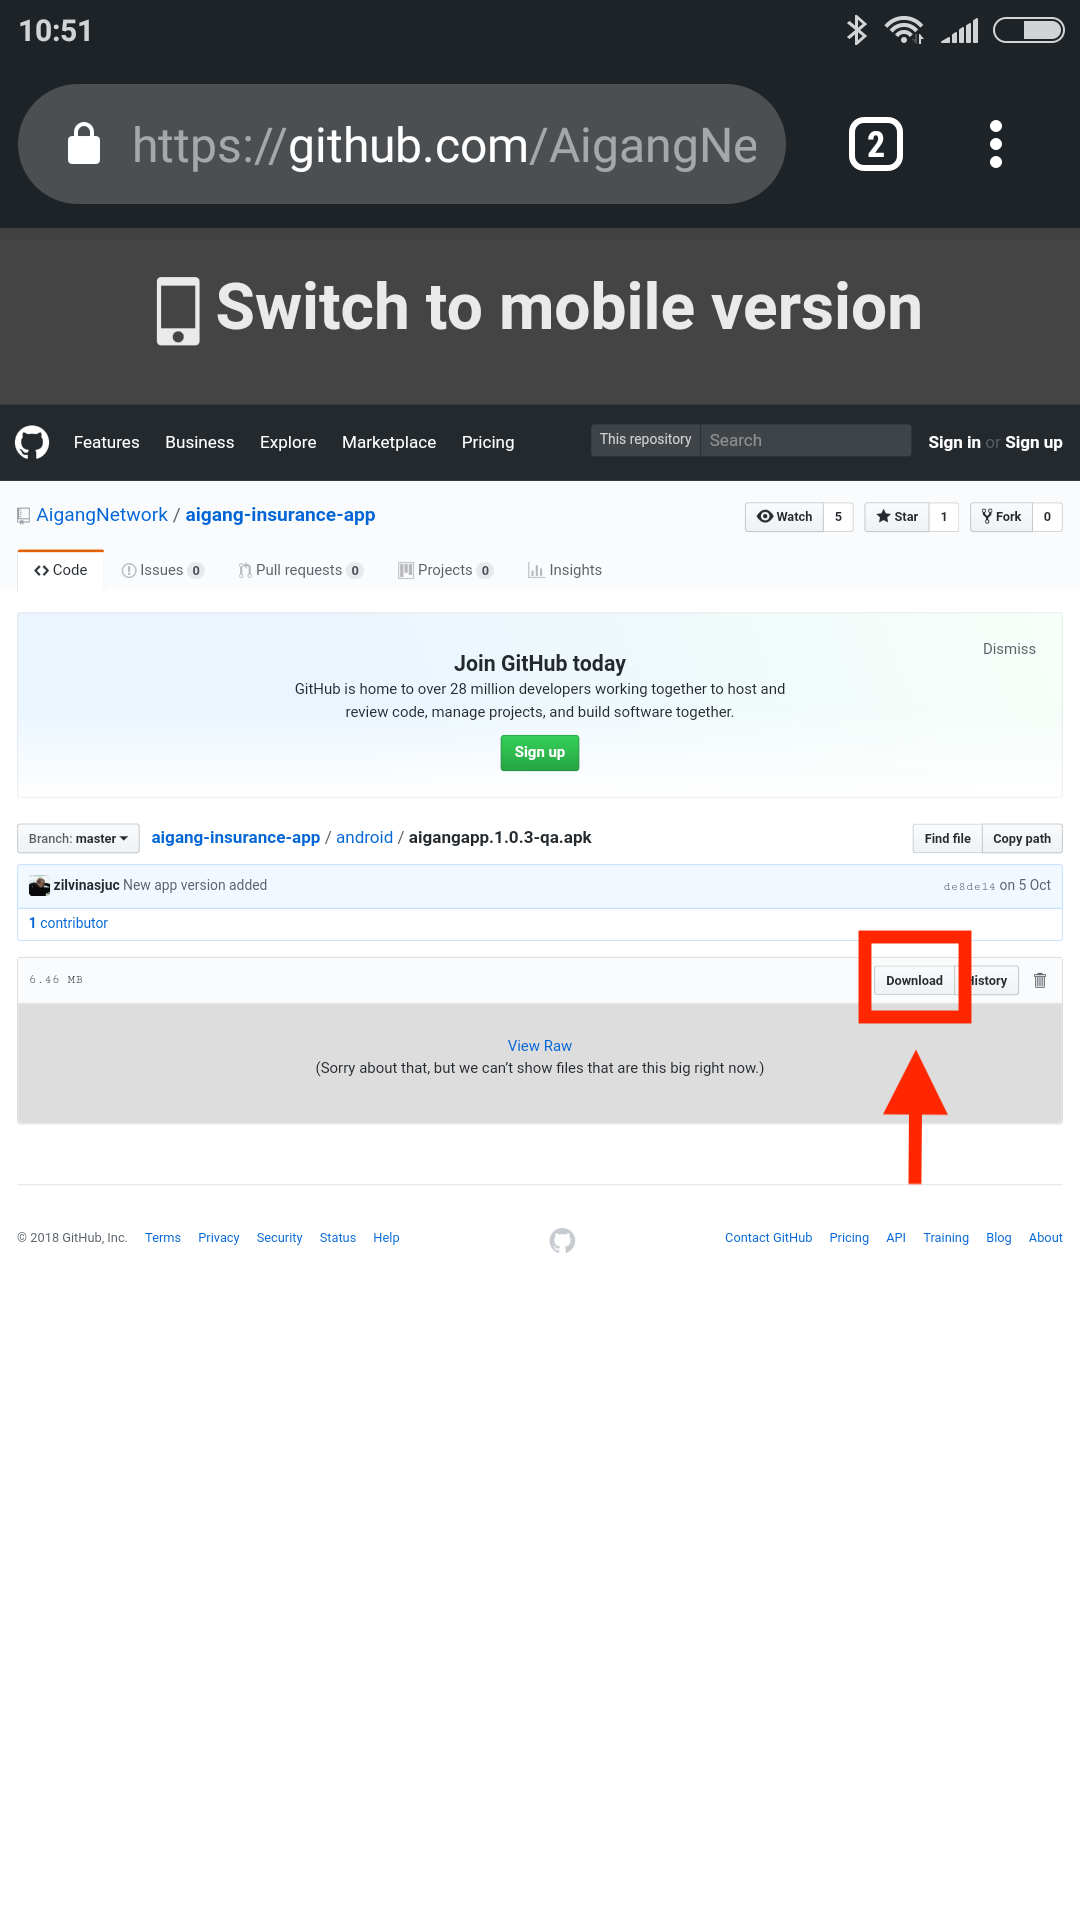 10:51
https://github.com/AigangNe
2
Switch to mobile version
Features Business Explore Marketplace Pricing This repository Search Sign in or Sign up
AigangNetwork / aigang-insurance-app Watch 5 Star 1 Fork 0
Code Issues 0 Pull requests 0 Projects 0 Insights
Dismiss
Join GitHub today
GitHub is home to over 28 million developers working together to host and
review code, manage projects, and build software together.
Sign up
Branch: master aigang-insurance-app / android / aigangapp.1.0.3-qa.apk Find file Copy path
zilvinasjuc New app version added de8de14 on 5 Oct
1 contributor
6.46 MB Download History
View Raw
(Sorry about that, but we can't show files that are this big right now.)
© 2018 GitHub, Inc. Terms Privacy Security Status Help Contact GitHub Pricing API Training Blog About